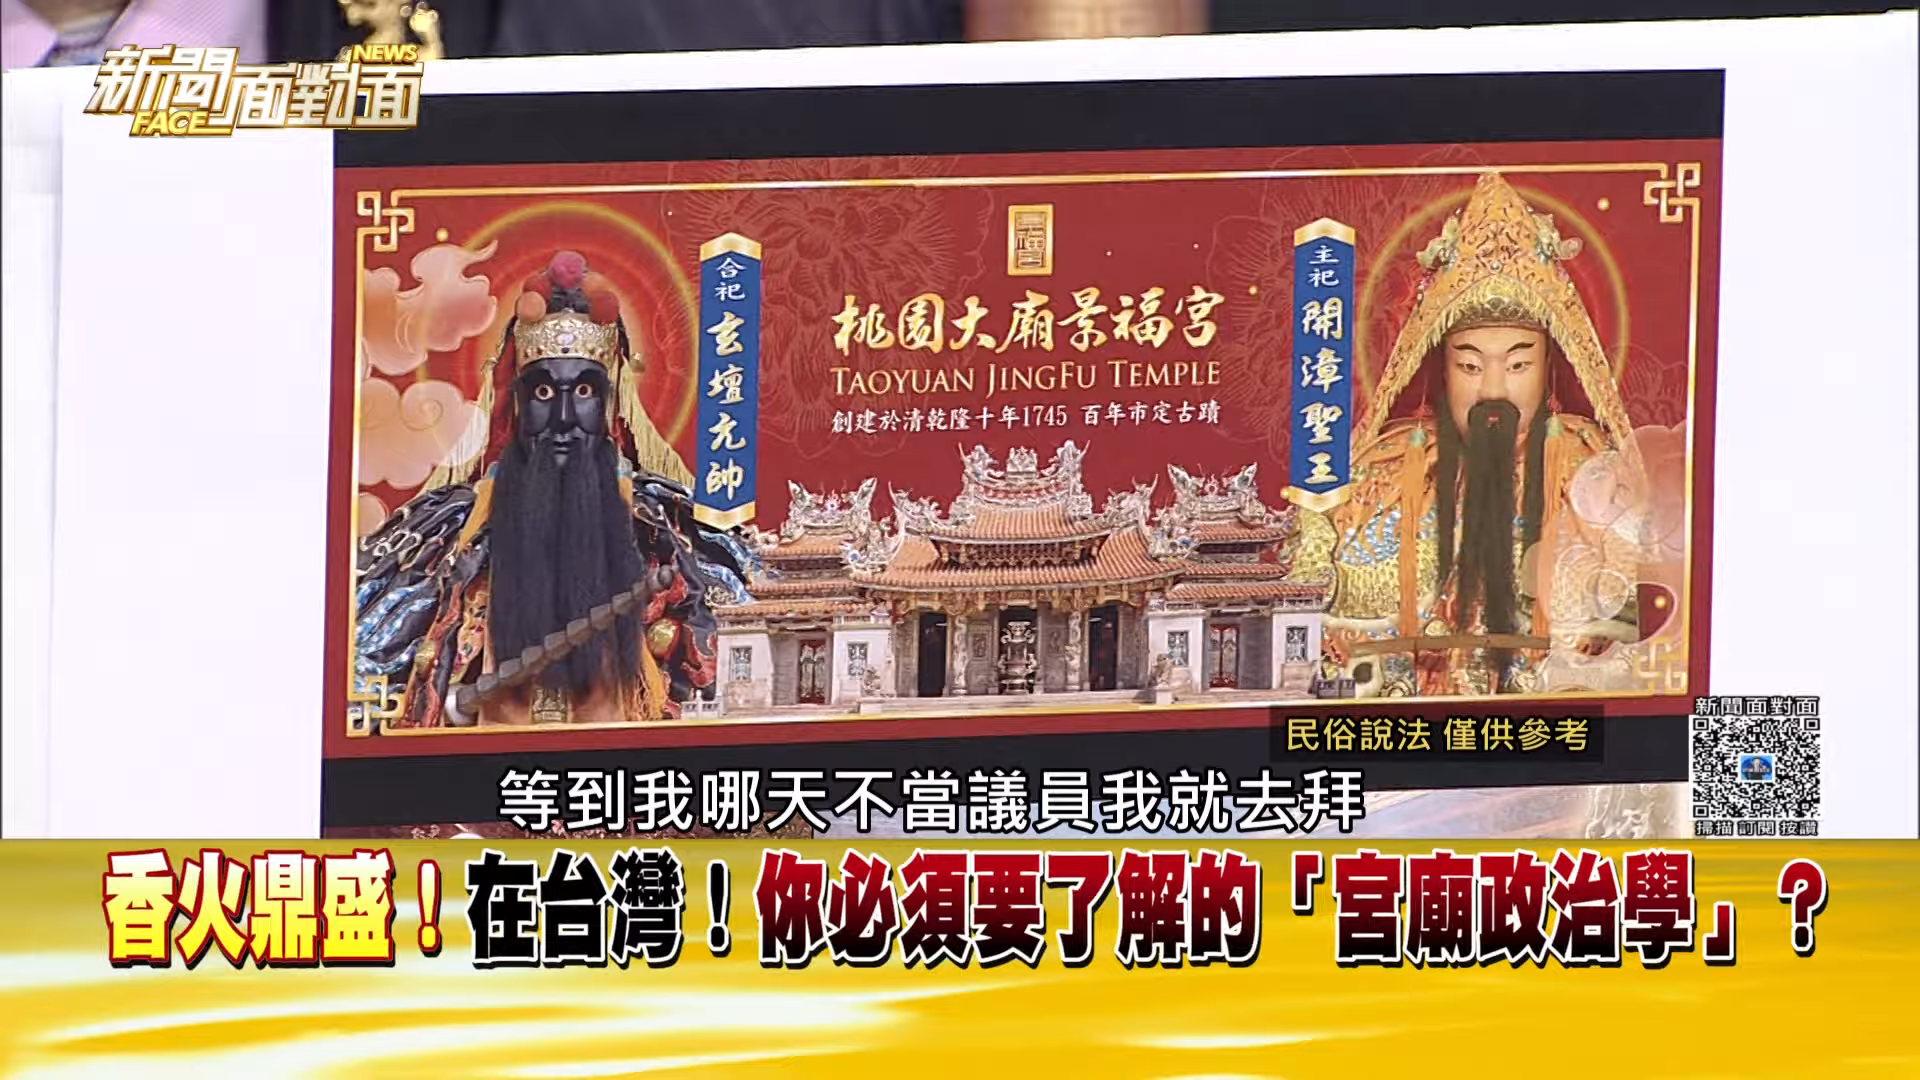 新聞面對面
NEWS
FACE
合祀
玄壇元帥
桃園大廟景福宮
TAOYUAN JINGFU TEMPLE
創建於清乾隆十年1745 百年市定古蹟
主祀
開漳聖王
民俗說法 僅供參考
新聞面對面
掃描 訂閱 按讚
等到我哪天不當議員我就去拜
香火鼎盛！在台灣！你必須要了解的「宮廟政治學」？